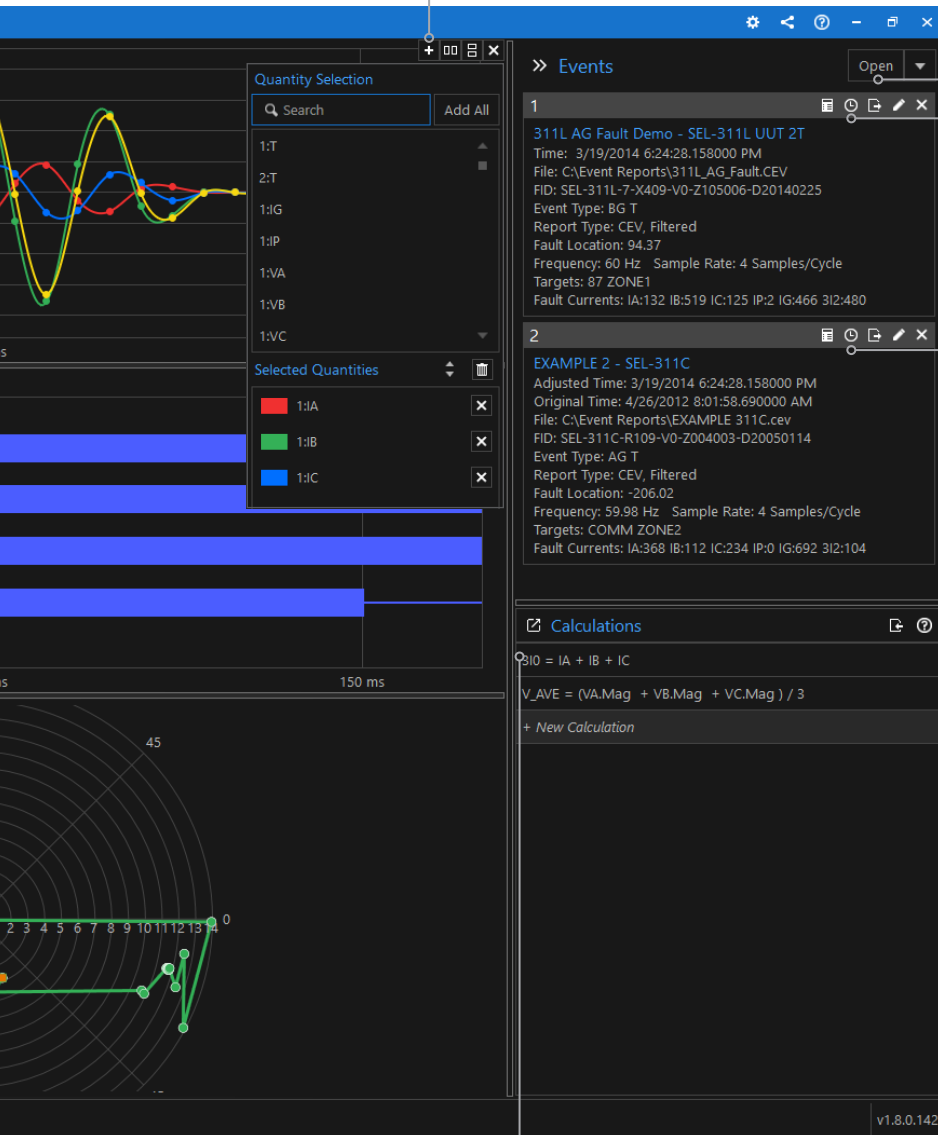 Quantity Selection
Search
Add All
1:T
2:T
1:IG
1:IP
1:VA
1:VB
1:VC
Selected Quantities
1:IA
1:IB
1:IC
s
ns
150 ms
45
0
2 3 4 5 6 7 8 9 10 11 12 13 14
Events
Open
1
311L AG Fault Demo - SEL-311L UUT 2T
Time: 3/19/2014 6:24:28.158000 PM
File: C:\Event Reports\311L_AG_Fault.CEV
FID: SEL-311L-7-X409-V0-Z105006-D20140225
Event Type: BG T
Report Type: CEV, Filtered
Fault Location: 94.37
Frequency: 60 Hz Sample Rate: 4 Samples/Cycle
Targets: 87 ZONE1
Fault Currents: IA:132 IB:519 IC:125 IP:2 IG:466 3I2:480
2
EXAMPLE 2 - SEL-311C
Adjusted Time: 3/19/2014 6:24:28.158000 PM
Original Time: 4/26/2012 8:01:58.690000 AM
File: C:\Event Reports\EXAMPLE 311C.cev
FID: SEL-311C-R109-V0-Z004003-D20050114
Event Type: AG T
Report Type: CEV, Filtered
Fault Location: -206.02
Frequency: 59.98 Hz Sample Rate: 4 Samples/Cycle
Targets: COMM ZONE2
Fault Currents: IA:368 IB:112 IC:234 IP:0 IG:692 3I2:104
Calculations
3I0 = IA + IB + IC
V_AVE = (VA.Mag + VB.Mag + VC.Mag ) / 3
+ New Calculation
v1.8.0.142